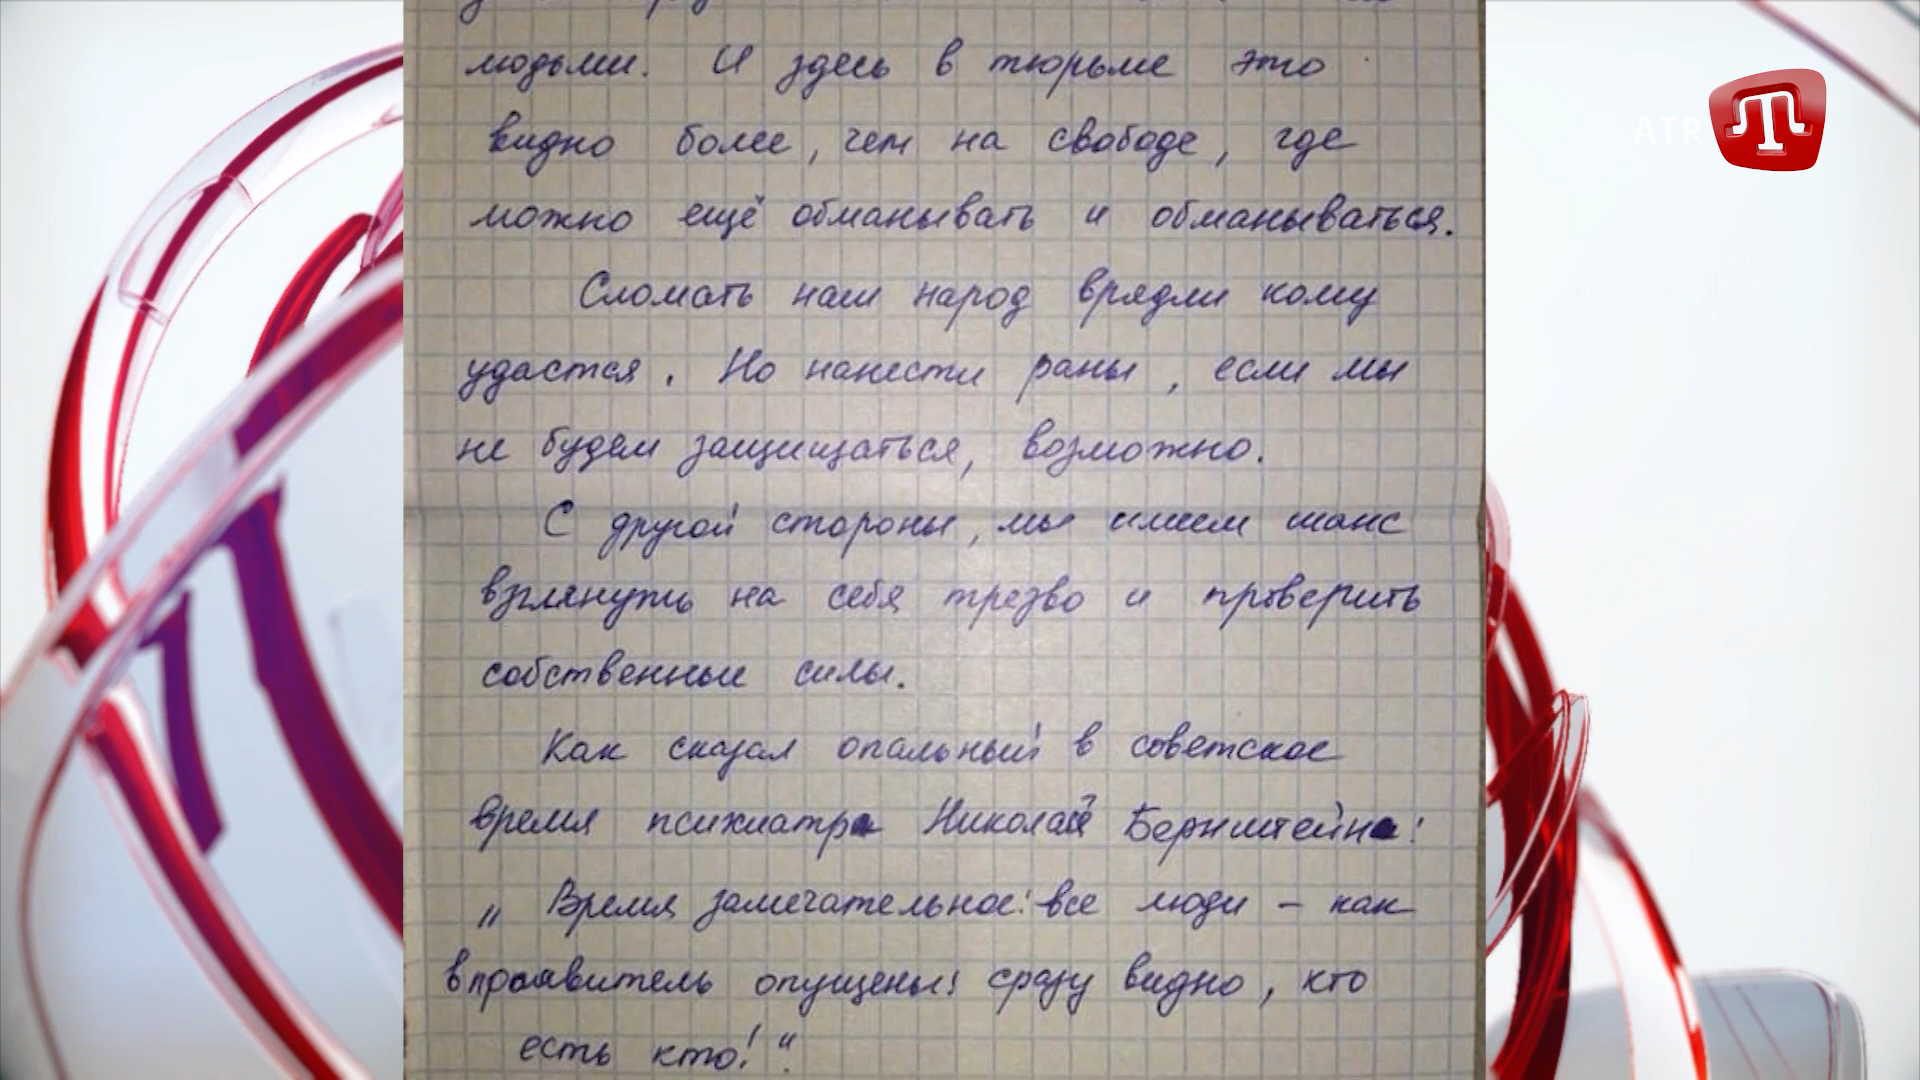 людьми. И здесь в тюрьме это
видно более, чем на свободе, где
можно ещё обманывать и обманываться.
Сломать наш народ врядли кому
удастся. Но нанести раны, если мы
не будем защищаться, возможно.
С другой стороны, мы имеем шанс
взглянуть на себя трезво и проверить
собственные силы.
Как сказал опальный в советское
время психиатр Николай Бернштейн:
„ Время замечательное: все люди – как
в проявитель опущены: сразу видно, кто
есть кто!“
ATR